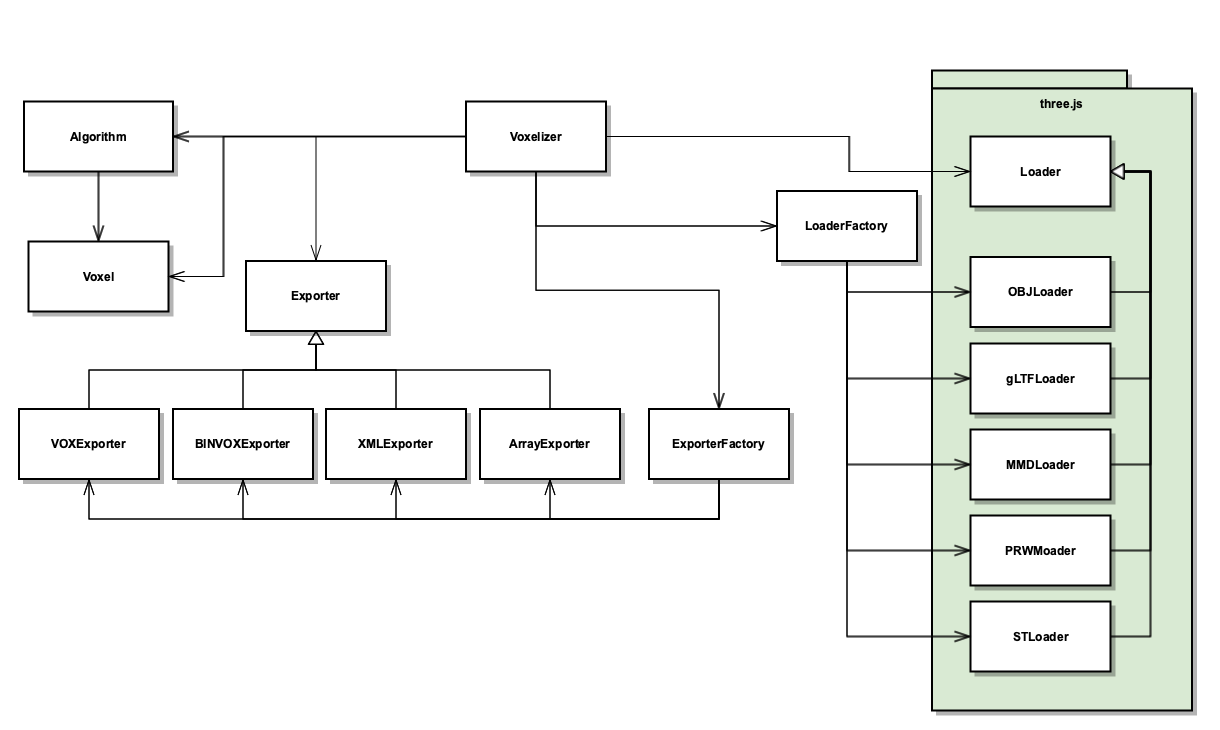 three.js
Algorithm
Voxelizer
Loader
LoaderFactory
Voxel
Exporter
OBJLoader
gLTFLoader
VOXExporter
BINVOXExporter
XMLExporter
ArrayExporter
ExporterFactory
MMDLoader
PRWMoader
STLoader